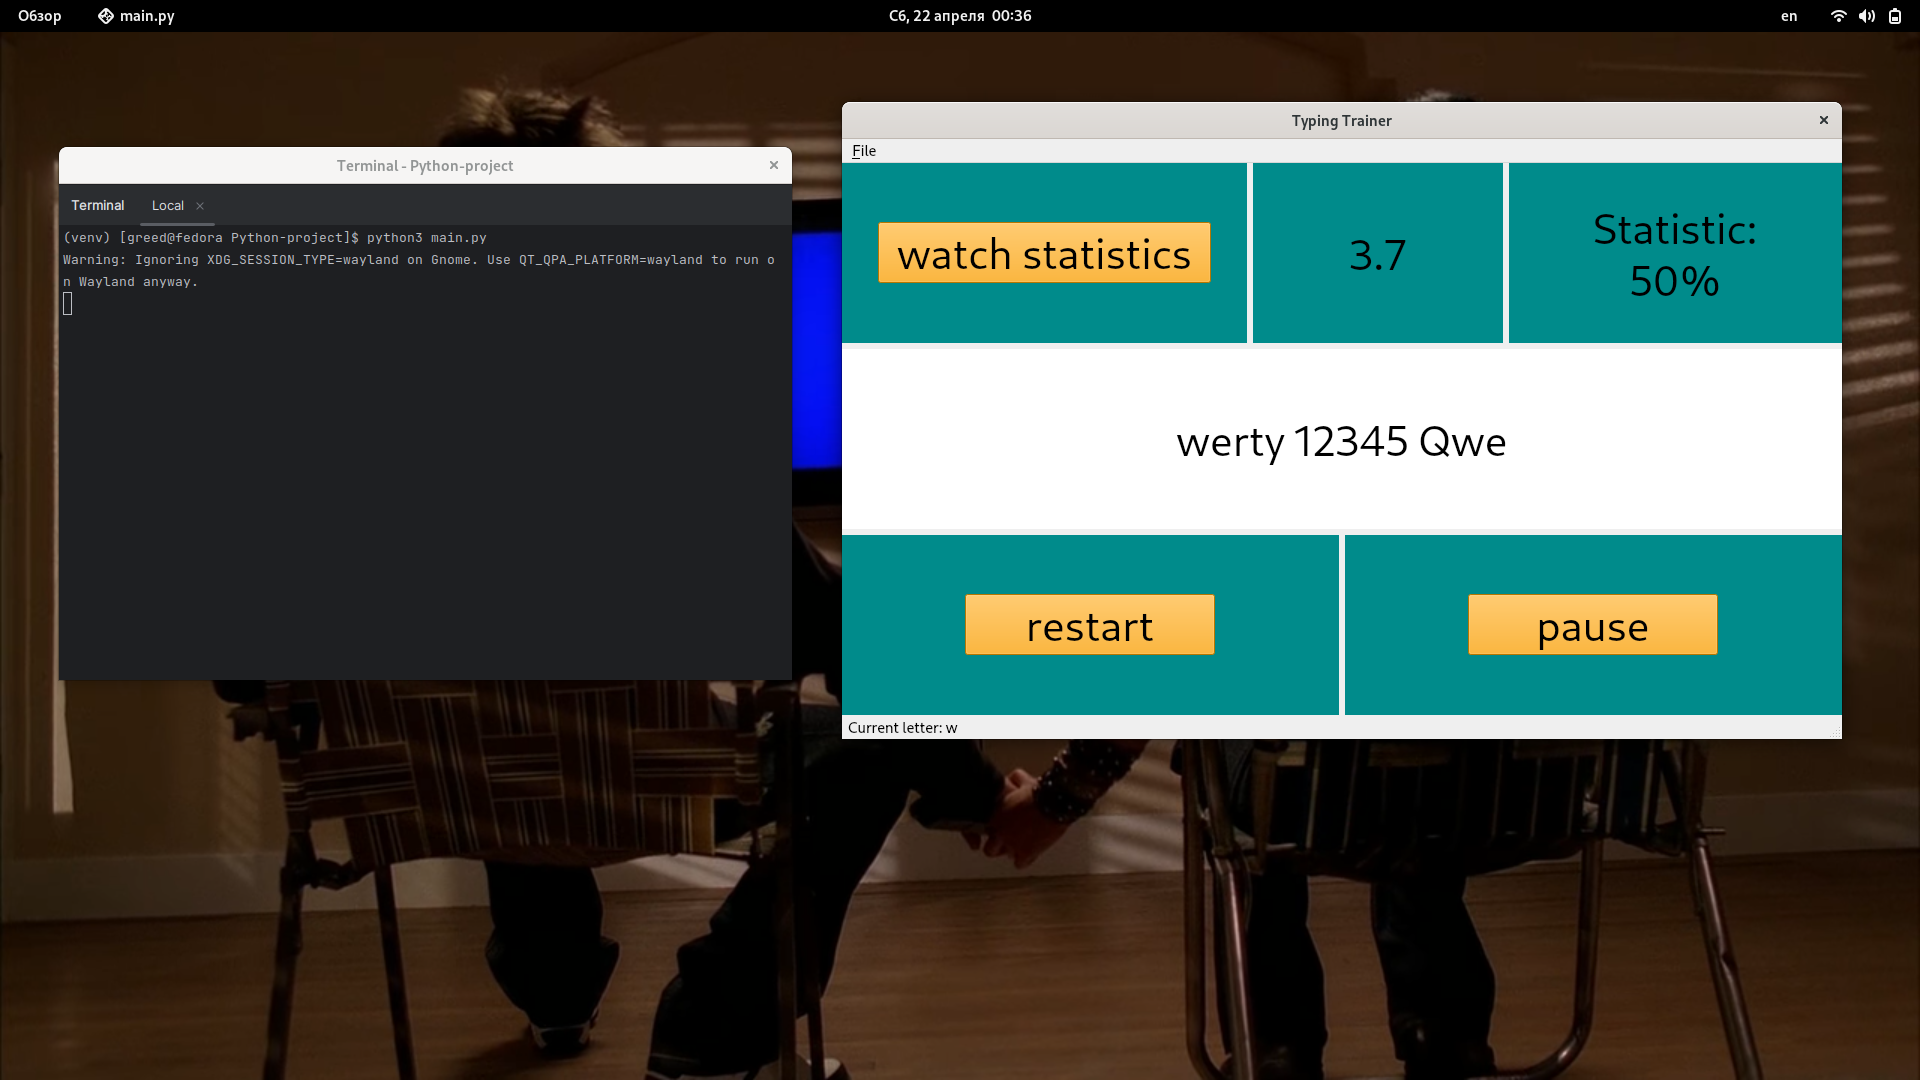 Обзор
main.py
Сб, 22 апреля 00:36
en
Terminal - Python-project
Terminal
Local
(venv) [greed@fedora Python-project]$ python3 main.py
Warning: Ignoring XDG_SESSION_TYPE=wayland on Gnome. Use QT_QPA_PLATFORM=wayland to run o
n Wayland anyway.
Typing Trainer
File
watch statistics
3.7
Statistic:
50%
werty 12345 Qwe
restart
pause
Current letter: w